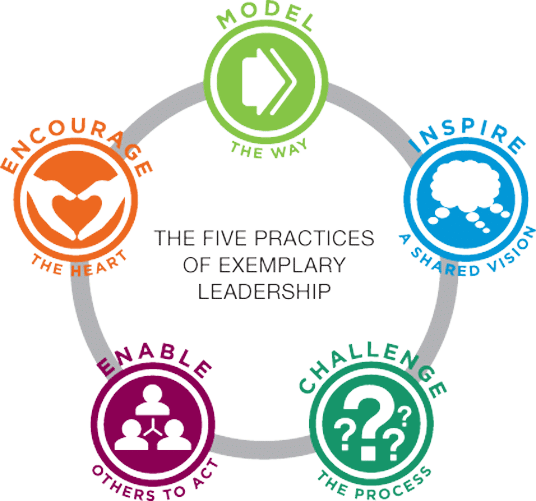 MODEL
THE WAY
INSPIRE
A SHARED VISION
CHALLENGE
THE PROCESS
ENABLE
OTHERS TO ACT
ENCOURAGE
THE HEART
THE FIVE PRACTICES
OF EXEMPLARY
LEADERSHIP
? ? ? ?